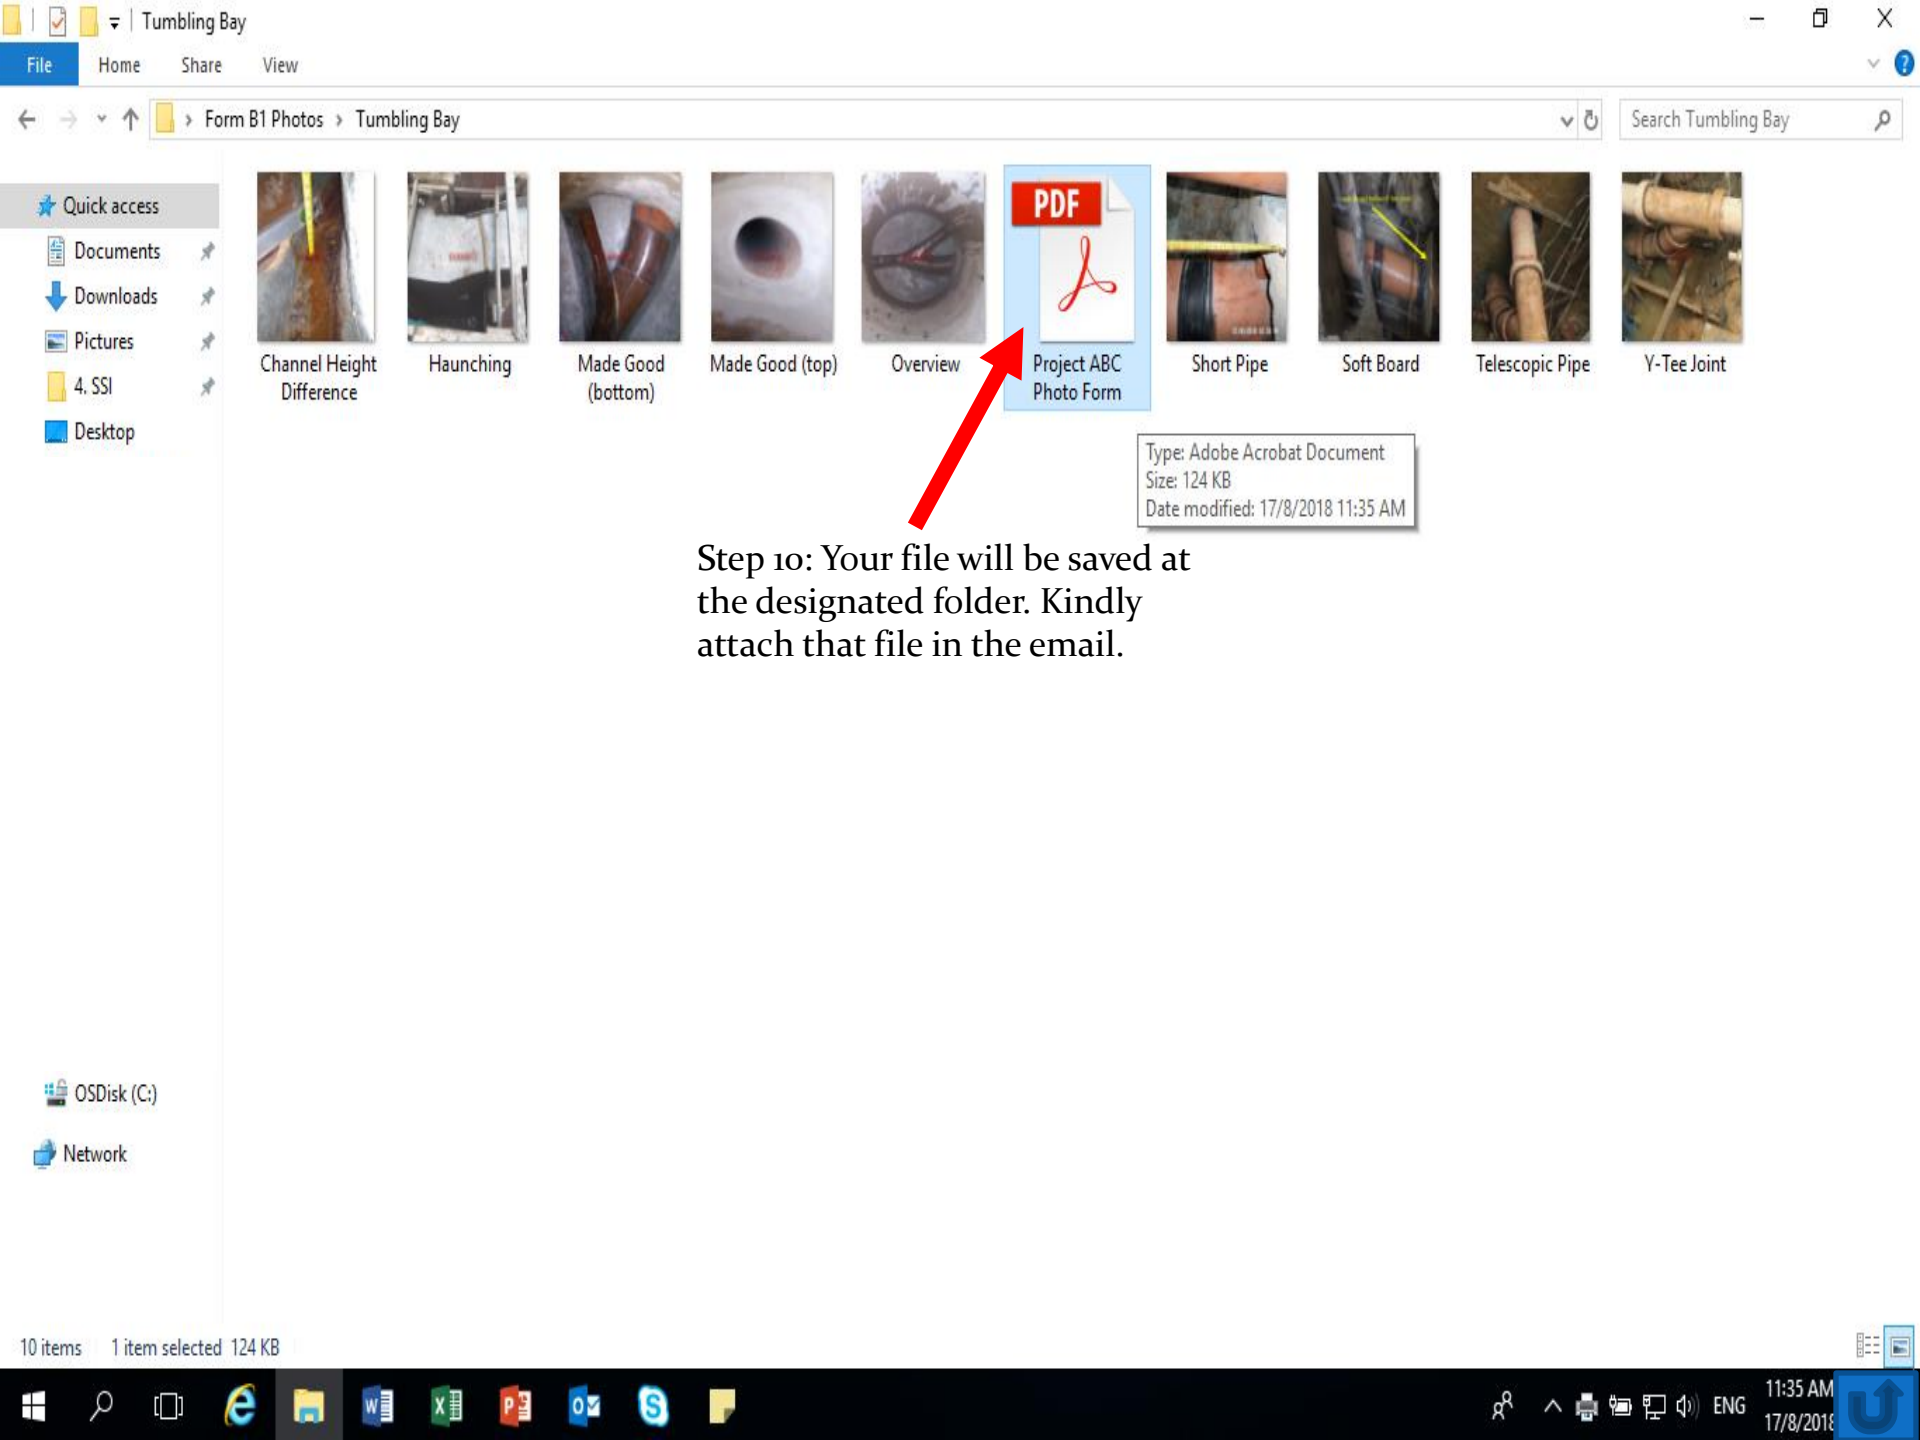 Tumbling Bay
File Home Share View
Form B1 Photos > Tumbling Bay
Search Tumbling Bay
Quick access
Documents
Downloads
Pictures
4. SSI
Desktop
OSDisk (C:)
Network
PDF
Channel Height
Difference
Haunching
Made Good
(bottom)
Made Good (top)
Overview
Project ABC
Photo Form
Short Pipe
Soft Board
Telescopic Pipe
Y-Tee Joint
Type: Adobe Acrobat Document
Size: 124 KB
Date modified: 17/8/2018 11:35 AM
Step 10: Your file will be saved at
the designated folder. Kindly
attach that file in the email.
10 items 1 item selected 124 KB
ENG
11:35 AM
17/8/2018